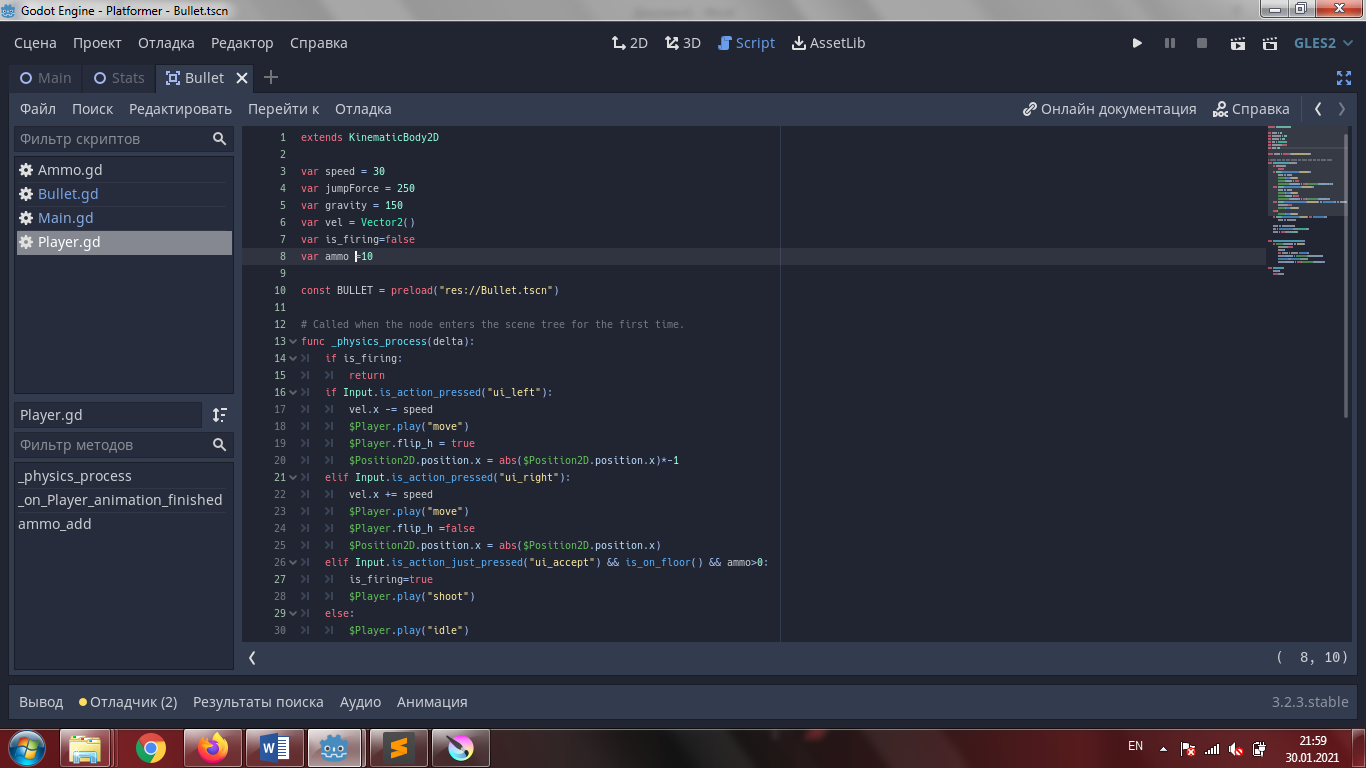 Godot Engine - Platformer - Bullet.tscn
Сцена Проект Отладка Редактор Справка 2D 3D Script AssetLib GLES2
Main Stats Bullet
Файл Поиск Редактировать Перейти к Отладка Онлайн документация Справка
Фильтр скриптов
Ammo.gd
Bullet.gd
Main.gd
Player.gd
Player.gd
Фильтр методов
_physics_process
_on_Player_animation_finished
ammo_add
1 extends KinematicBody2D
2
3 var speed = 30
4 var jumpForce = 250
5 var gravity = 150
6 var vel = Vector2()
7 var is_firing=false
8 var ammo =10
9
10 const BULLET = preload("res://Bullet.tscn")
11
12 # Called when the node enters the scene tree for the first time.
13 func _physics_process(delta):
14 if is_firing:
15 return
16 if Input.is_action_pressed("ui_left"):
17 vel.x -= speed
18 $Player.play("move")
19 $Player.flip_h = true
20 $Position2D.position.x = abs($Position2D.position.x)*-1
21 elif Input.is_action_pressed("ui_right"):
22 vel.x += speed
23 $Player.play("move")
24 $Player.flip_h =false
25 $Position2D.position.x = abs($Position2D.position.x)
26 elif Input.is_action_just_pressed("ui_accept") && is_on_floor() && ammo>0:
27 is_firing=true
28 $Player.play("shoot")
29 else:
30 $Player.play("idle")
( 8, 10)
Вывод Отладчик (2) Результаты поиска Аудио Анимация 3.2.3.stable
EN 21:59
30.01.2021